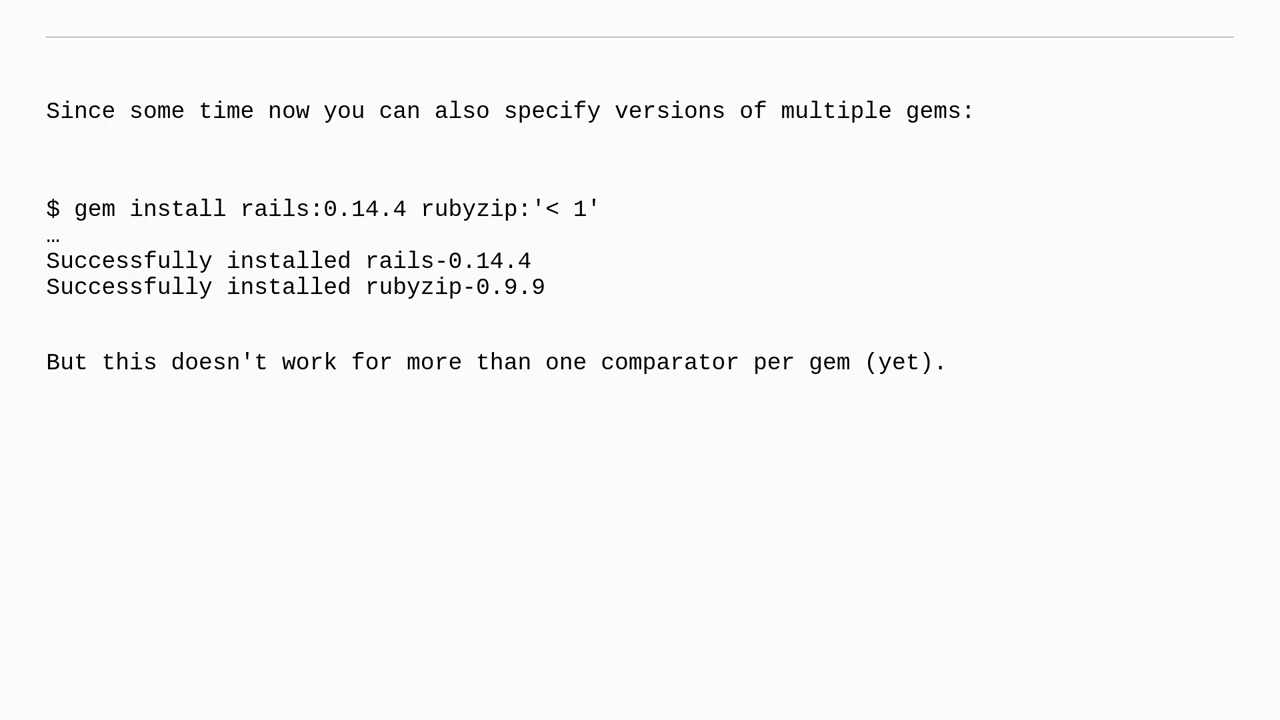 Since some time now you can also specify versions of multiple gems:
$ gem install rails:0.14.4 rubyzip:'< 1'
…
Successfully installed rails-0.14.4
Successfully installed rubyzip-0.9.9
But this doesn't work for more than one comparator per gem (yet).